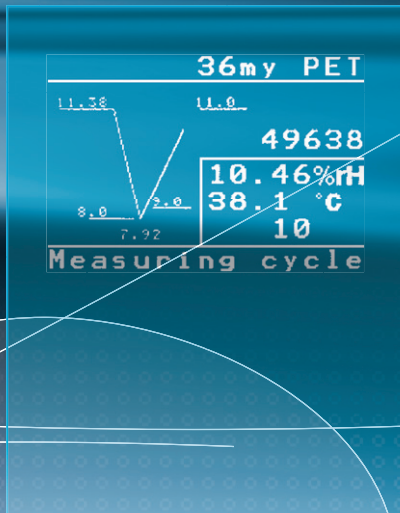 36my PET
11.38 11.0
49638
10.46%rH
8.0 9.0 38.1 °C
7.92 10
Measuring cycle